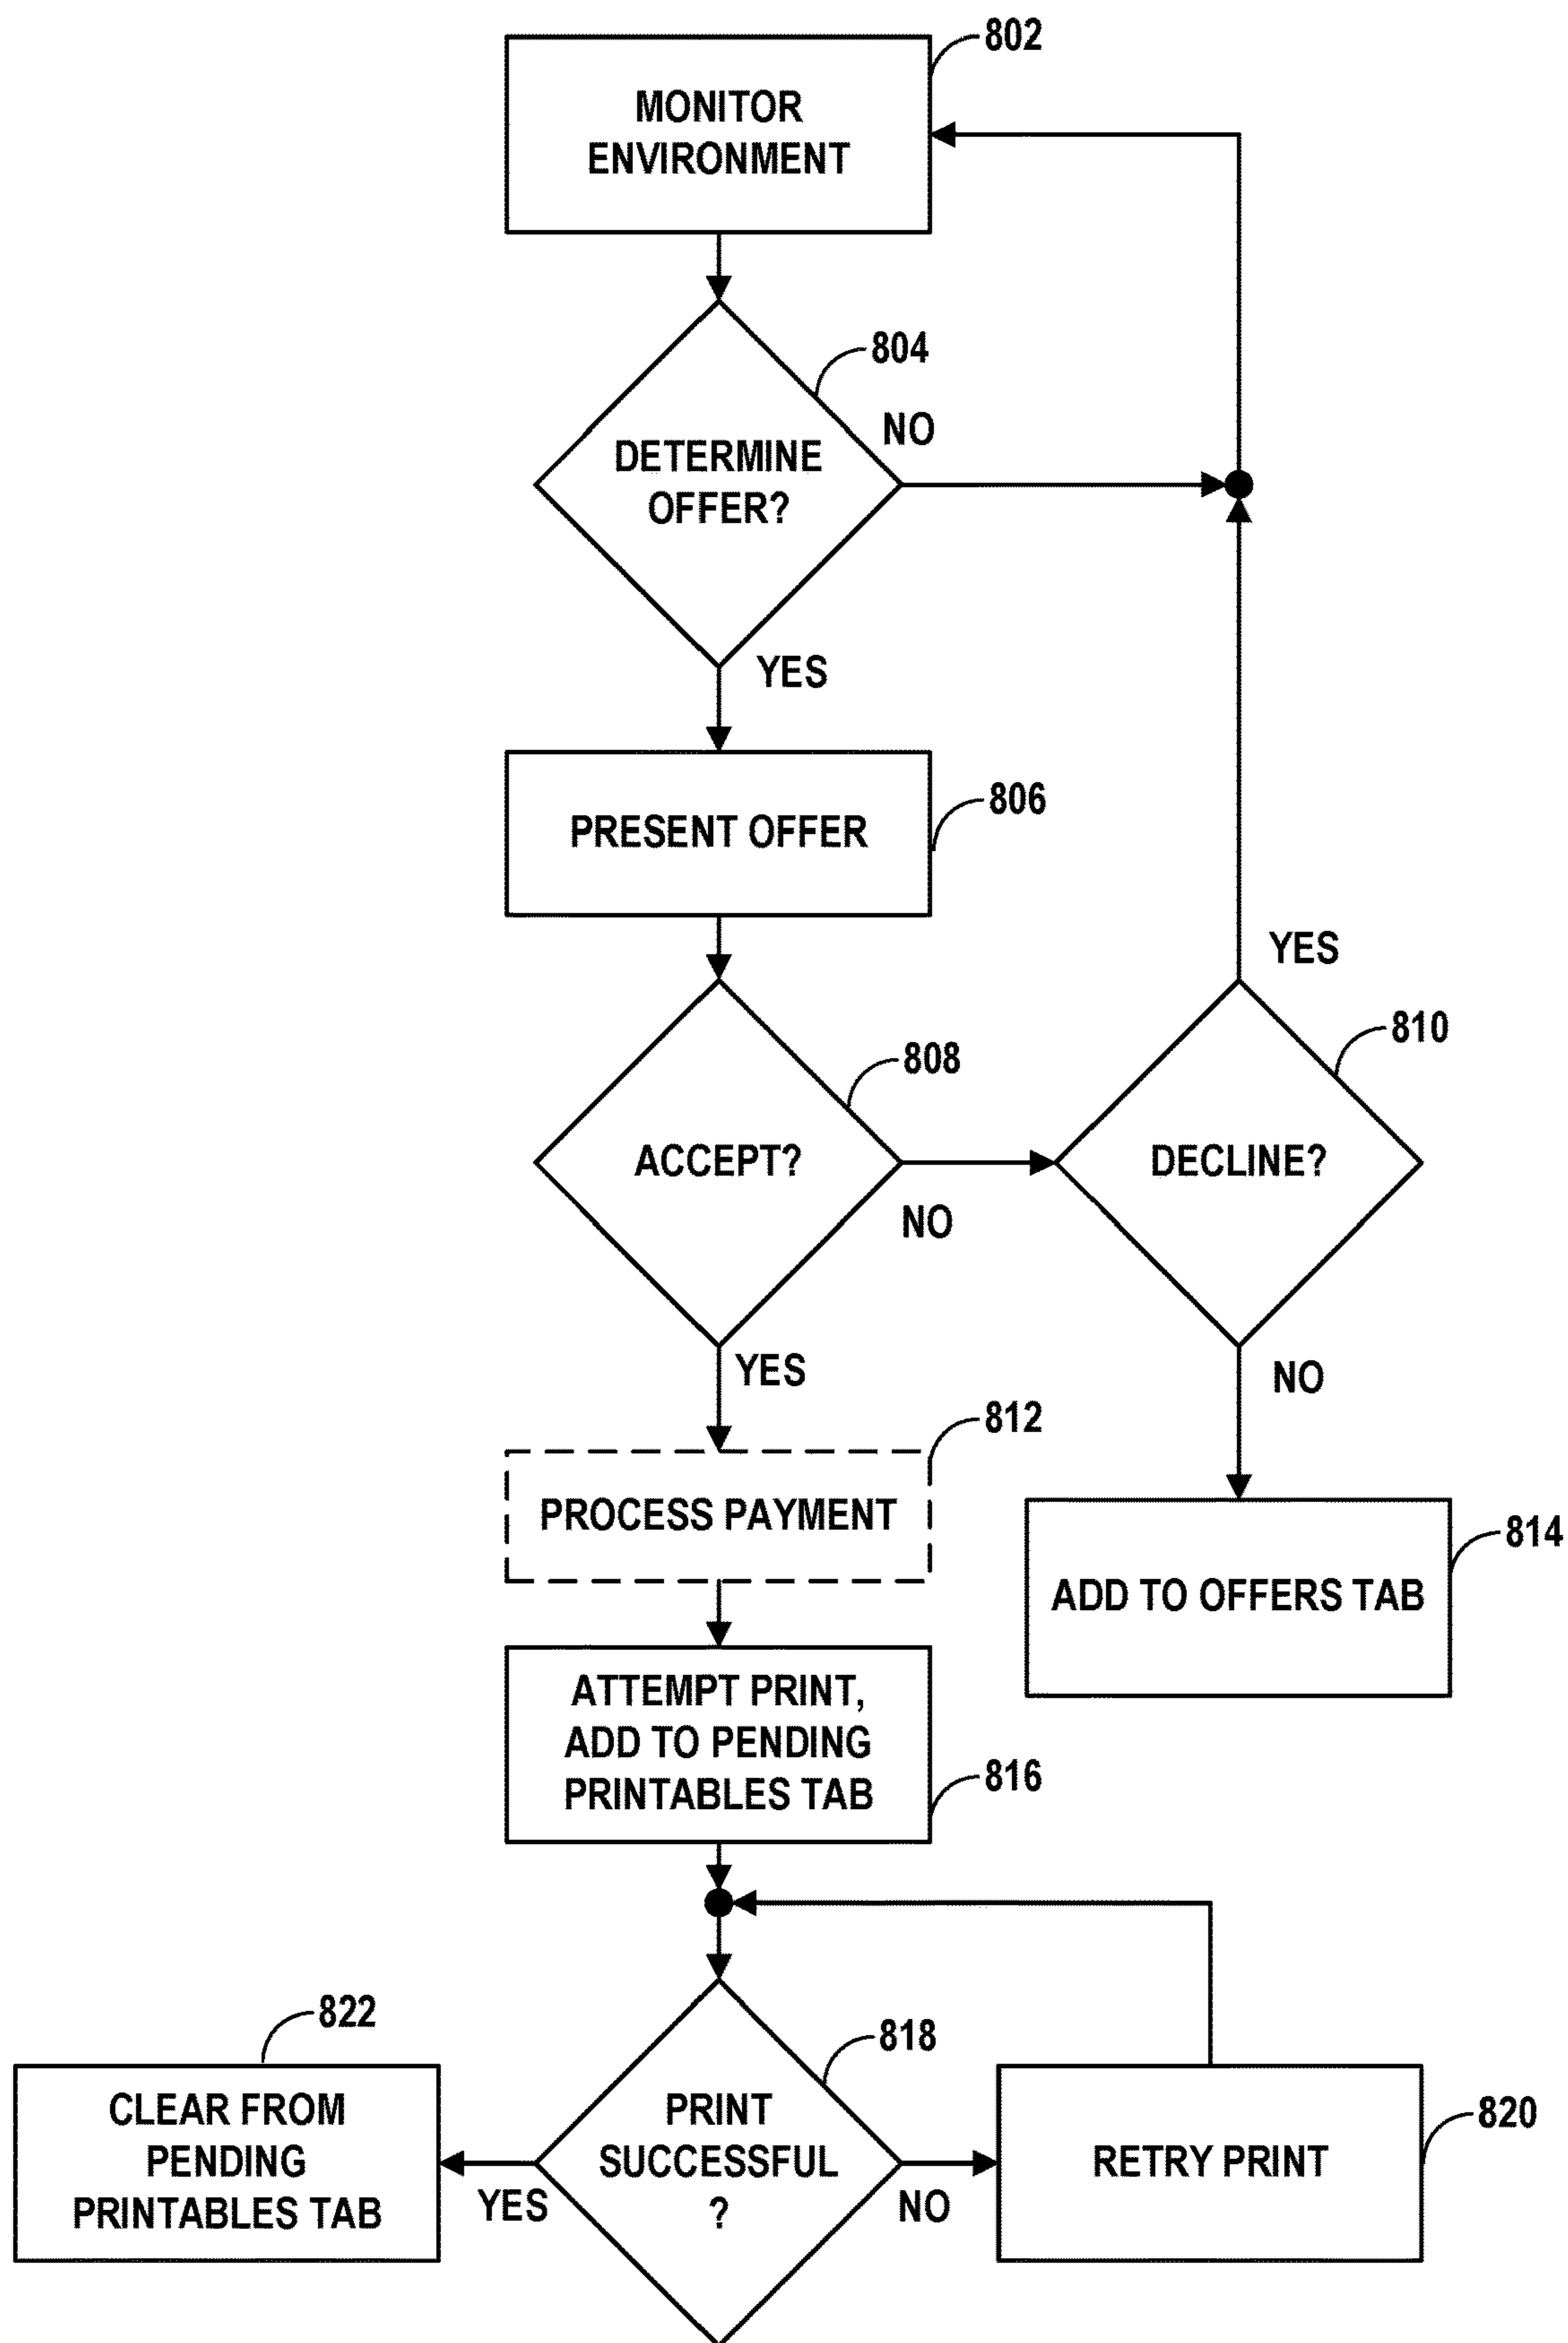 802
MONITOR
ENVIRONMENT
804
NO
DETERMINE
OFFER?
YES
806
PRESENT OFFER
YES
810
808
ACCEPT?
DECLINE?
NO
YES
NO
812
PROCESS PAYMENT
814
ADD TO OFFERS TAB
ATTEMPT PRINT,
ADD TO PENDING
PRINTABLES TAB
816
822
818
CLEAR FROM
PENDING
PRINTABLES TAB
YES
PRINT
SUCCESSFUL
?
NO
RETRY PRINT
820